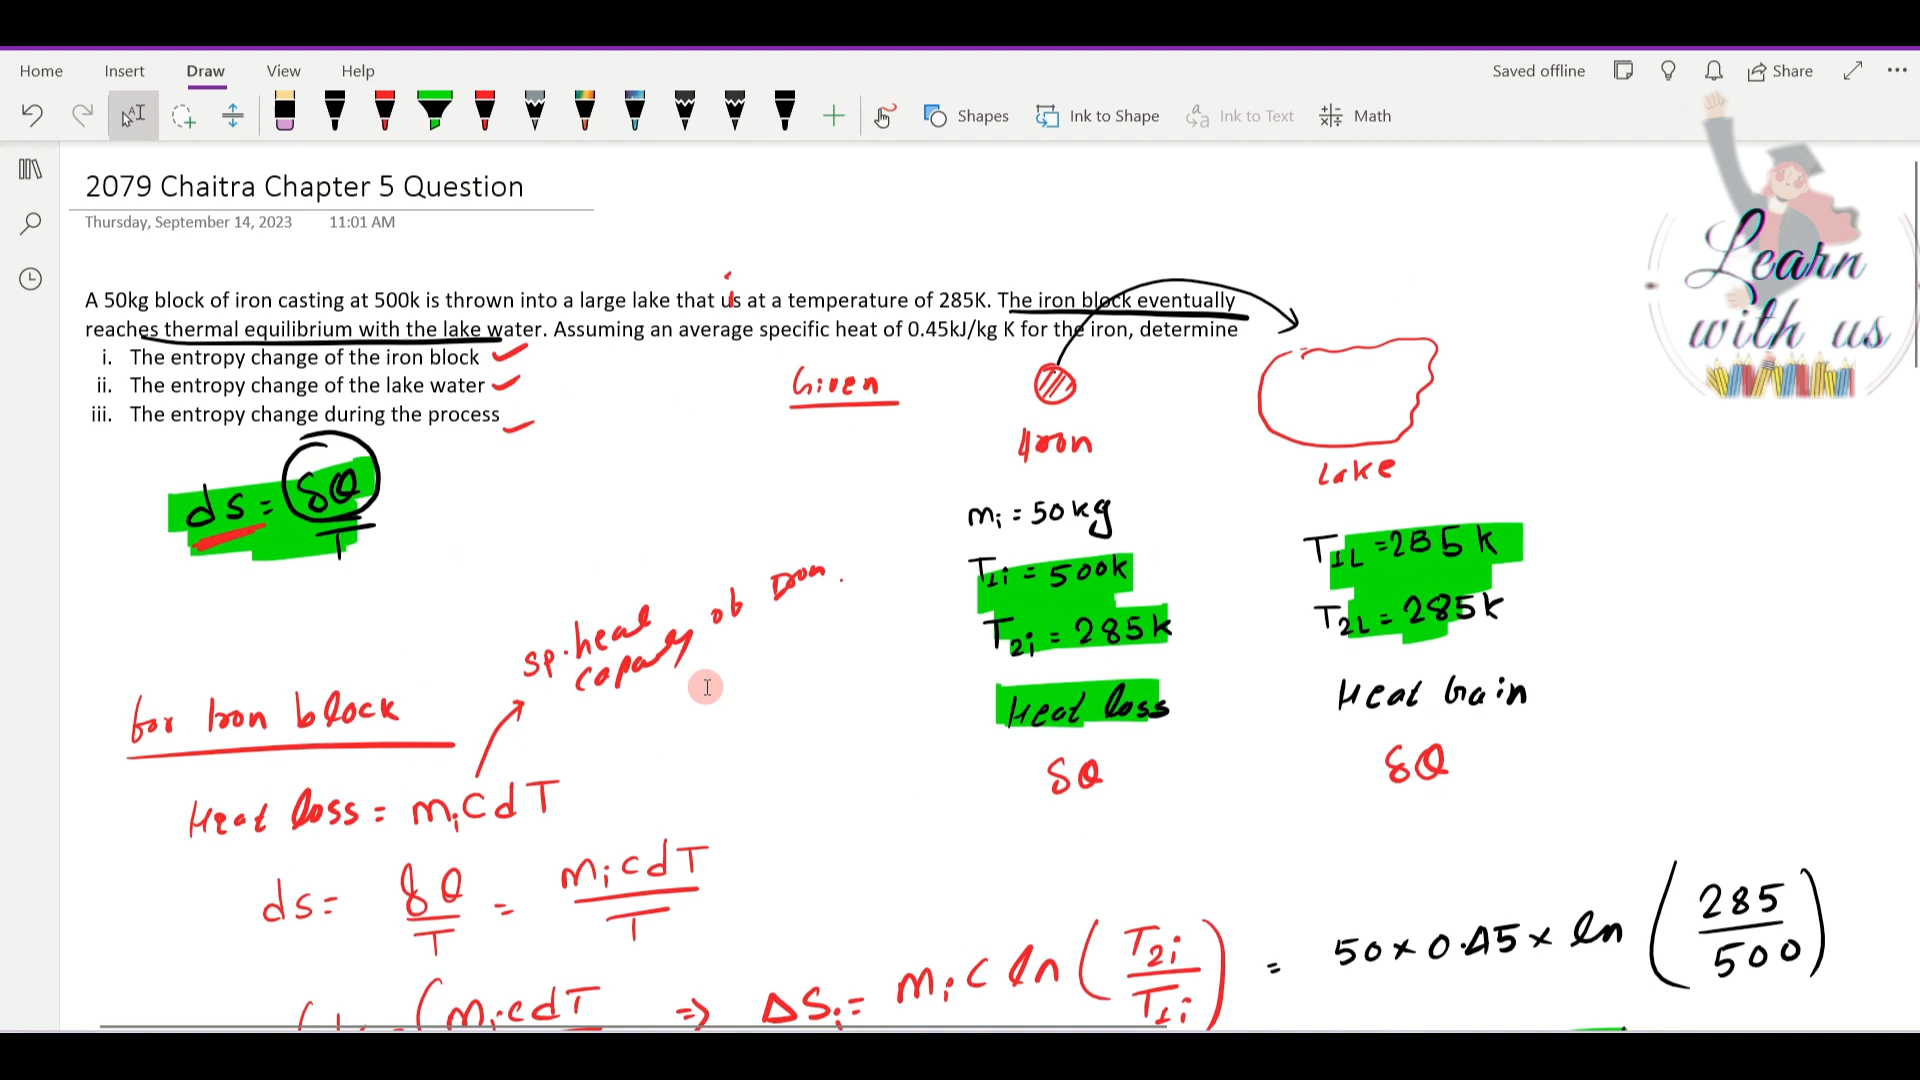 Home Insert Draw View Help Saved offline Share
Shapes Ink to Shape Ink to Text Math
2079 Chaitra Chapter 5 Question
Thursday, September 14, 2023 11:01 AM
Learn
with us
A 50kg block of iron casting at 500k is thrown into a large lake that is at a temperature of 285K. The iron block eventually
reaches thermal equilibrium with the lake water. Assuming an average specific heat of 0.45kJ/kg K for the iron, determine
i. The entropy change of the iron block
ii. The entropy change of the lake water
iii. The entropy change during the process
Given
Iron
Lake
ds = δQ/T
mi = 50kg
T1i = 500k
T2i = 285k
Heat loss
δQ
T1L = 285k
T2L = 285k
Heat Gain
δQ
sp. heat
capacity of Iron.
for Iron block
Heat loss = miCdT
ds = δQ/T = micdT/T
micdT => ΔSi = mic ln(T2i/T1i) = 50 x 0.45 x ln(285/500)